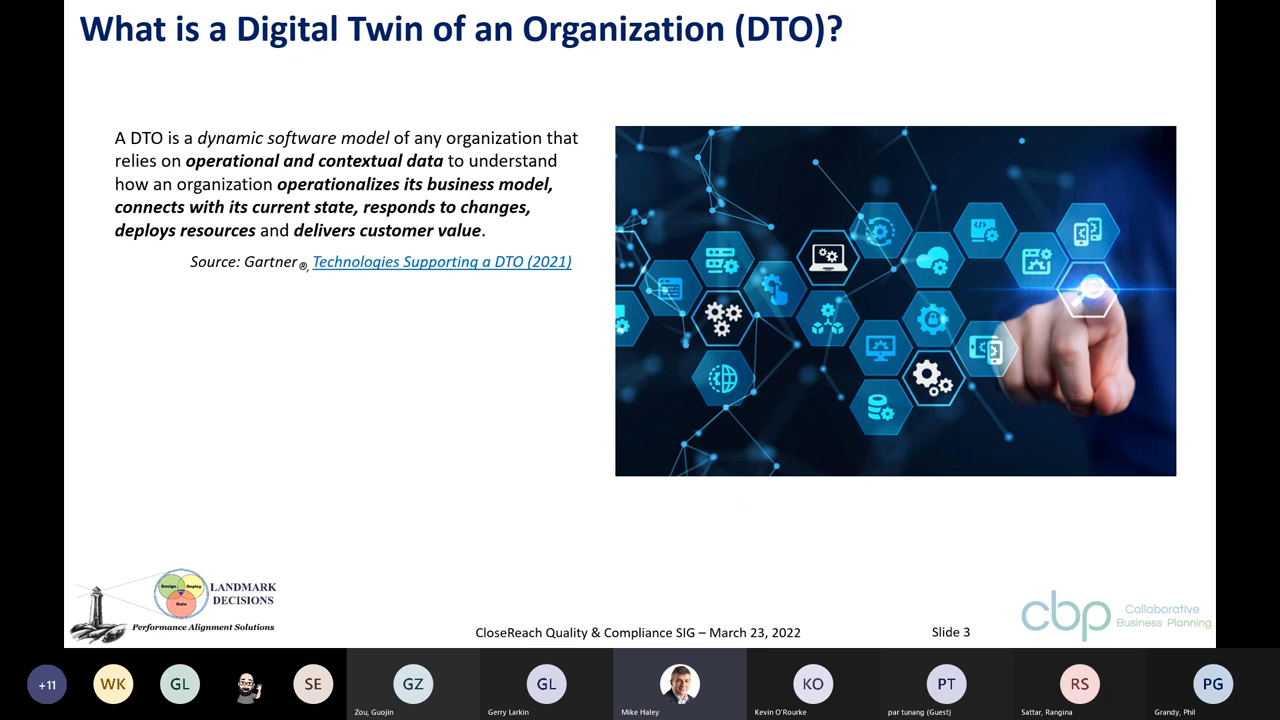 What is a Digital Twin of an Organization (DTO)?
A DTO is a dynamic software model of any organization that
relies on operational and contextual data to understand
how an organization operationalizes its business model,
connects with its current state, responds to changes,
deploys resources and delivers customer value.
Source: Gartner®, Technologies Supporting a DTO (2021)
Design
Deploy
Data
LANDMARK
DECISIONS
Performance Alignment Solutions
CloseReach Quality & Compliance SIG – March 23, 2022
Slide 3
cbp
Collaborative
Business Planning
+11
WK
GL
SE
GZ
Zou, Guojin
GL
Gerry Larkin
Mike Haley
KO
Kevin O'Rourke
PT
par tunang (Guest)
RS
Sattar, Rangina
PG
Grandy, Phil